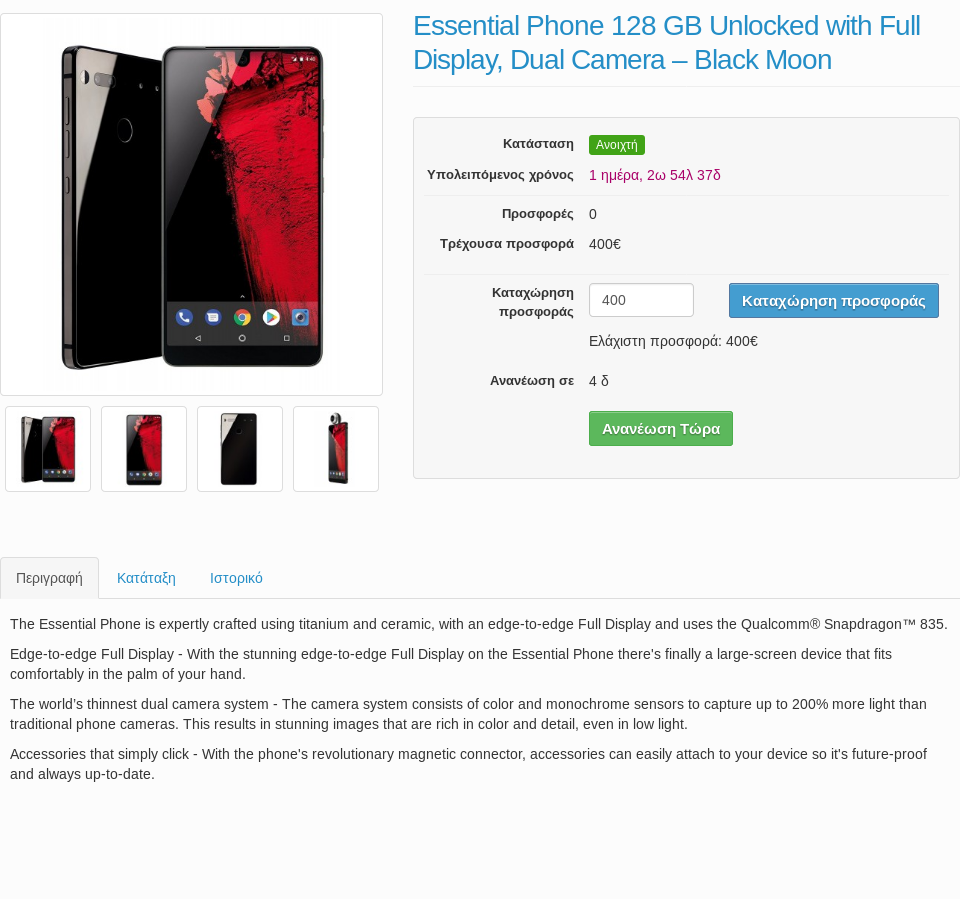 Essential Phone 128 GB Unlocked with Full
Display, Dual Camera – Black Moon
Κατάσταση Ανοιχτή
Υπολειπόμενος χρόνος 1 ημέρα, 2ω 54λ 37δ
Προσφορές 0
Τρέχουσα προσφορά 400€
Καταχώρηση
προσφοράς
400
Καταχώρηση προσφοράς
Ελάχιστη προσφορά: 400€
Ανανέωση σε 4 δ
Ανανέωση Τώρα
Περιγραφή Κατάταξη Ιστορικό
The Essential Phone is expertly crafted using titanium and ceramic, with an edge-to-edge Full Display and uses the Qualcomm® Snapdragon™ 835.
Edge-to-edge Full Display - With the stunning edge-to-edge Full Display on the Essential Phone there's finally a large-screen device that fits
comfortably in the palm of your hand.
The world’s thinnest dual camera system - The camera system consists of color and monochrome sensors to capture up to 200% more light than
traditional phone cameras. This results in stunning images that are rich in color and detail, even in low light.
Accessories that simply click - With the phone's revolutionary magnetic connector, accessories can easily attach to your device so it's future-proof
and always up-to-date.